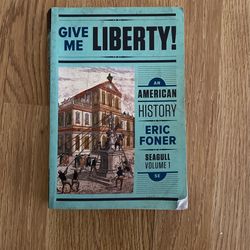 GIVE
ME LIBERTY!
AN
AMERICAN
HISTORY
ERIC
FONER
SEAGULL
VOLUME 1
5E